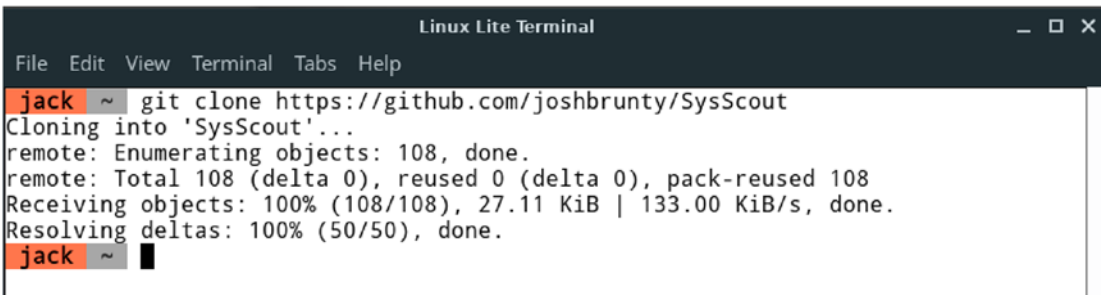 Linux Lite Terminal
File Edit View Terminal Tabs Help
jack ~ git clone https://github.com/joshbrunty/SysScout
Cloning into 'SysScout'...
remote: Enumerating objects: 108, done.
remote: Total 108 (delta 0), reused 0 (delta 0), pack-reused 108
Receiving objects: 100% (108/108), 27.11 KiB | 133.00 KiB/s, done.
Resolving deltas: 100% (50/50), done.
jack ~